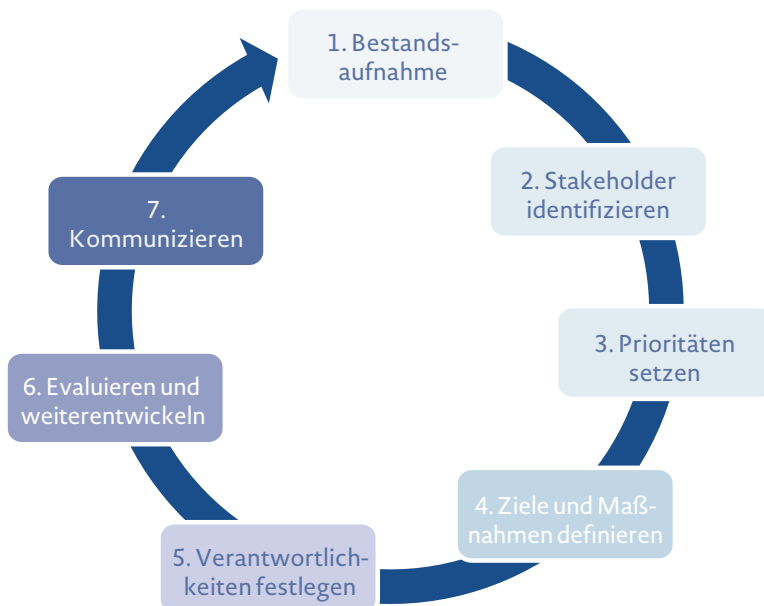 1. Bestands-
aufnahme
2. Stakeholder
identifizieren
3. Prioritäten
setzen
4. Ziele und Maß-
nahmen definieren
5. Verantwortlich-
keiten festlegen
6. Evaluieren und
weiterentwickeln
7.
Kommunizieren